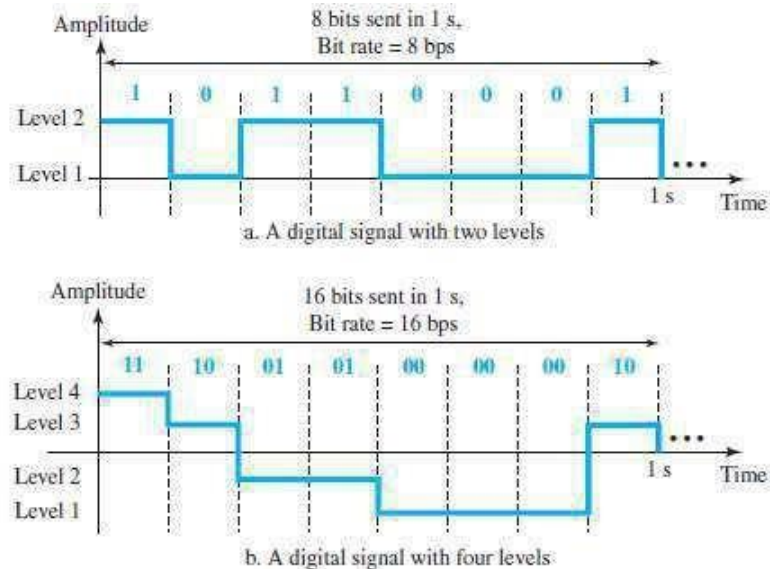 Amplitude
8 bits sent in 1 s,
Bit rate = 8 bps
1 0 1 1 0 0 0 1
Level 2
Level 1
1 s
Time
a. A digital signal with two levels
Amplitude
16 bits sent in 1 s,
Bit rate = 16 bps
11 10 01 01 00 00 00 10
Level 4
Level 3
Level 2
1 s
Time
Level 1
b. A digital signal with four levels